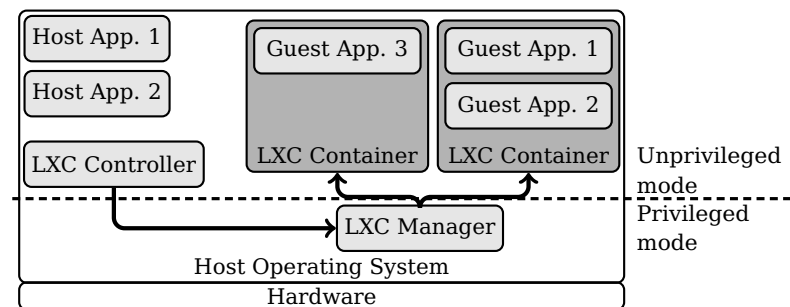 Host App. 1
Host App. 2
LXC Controller
Guest App. 3
LXC Container
Guest App. 1
Guest App. 2
LXC Container
Unprivileged
mode
Privileged
mode
LXC Manager
Host Operating System
Hardware